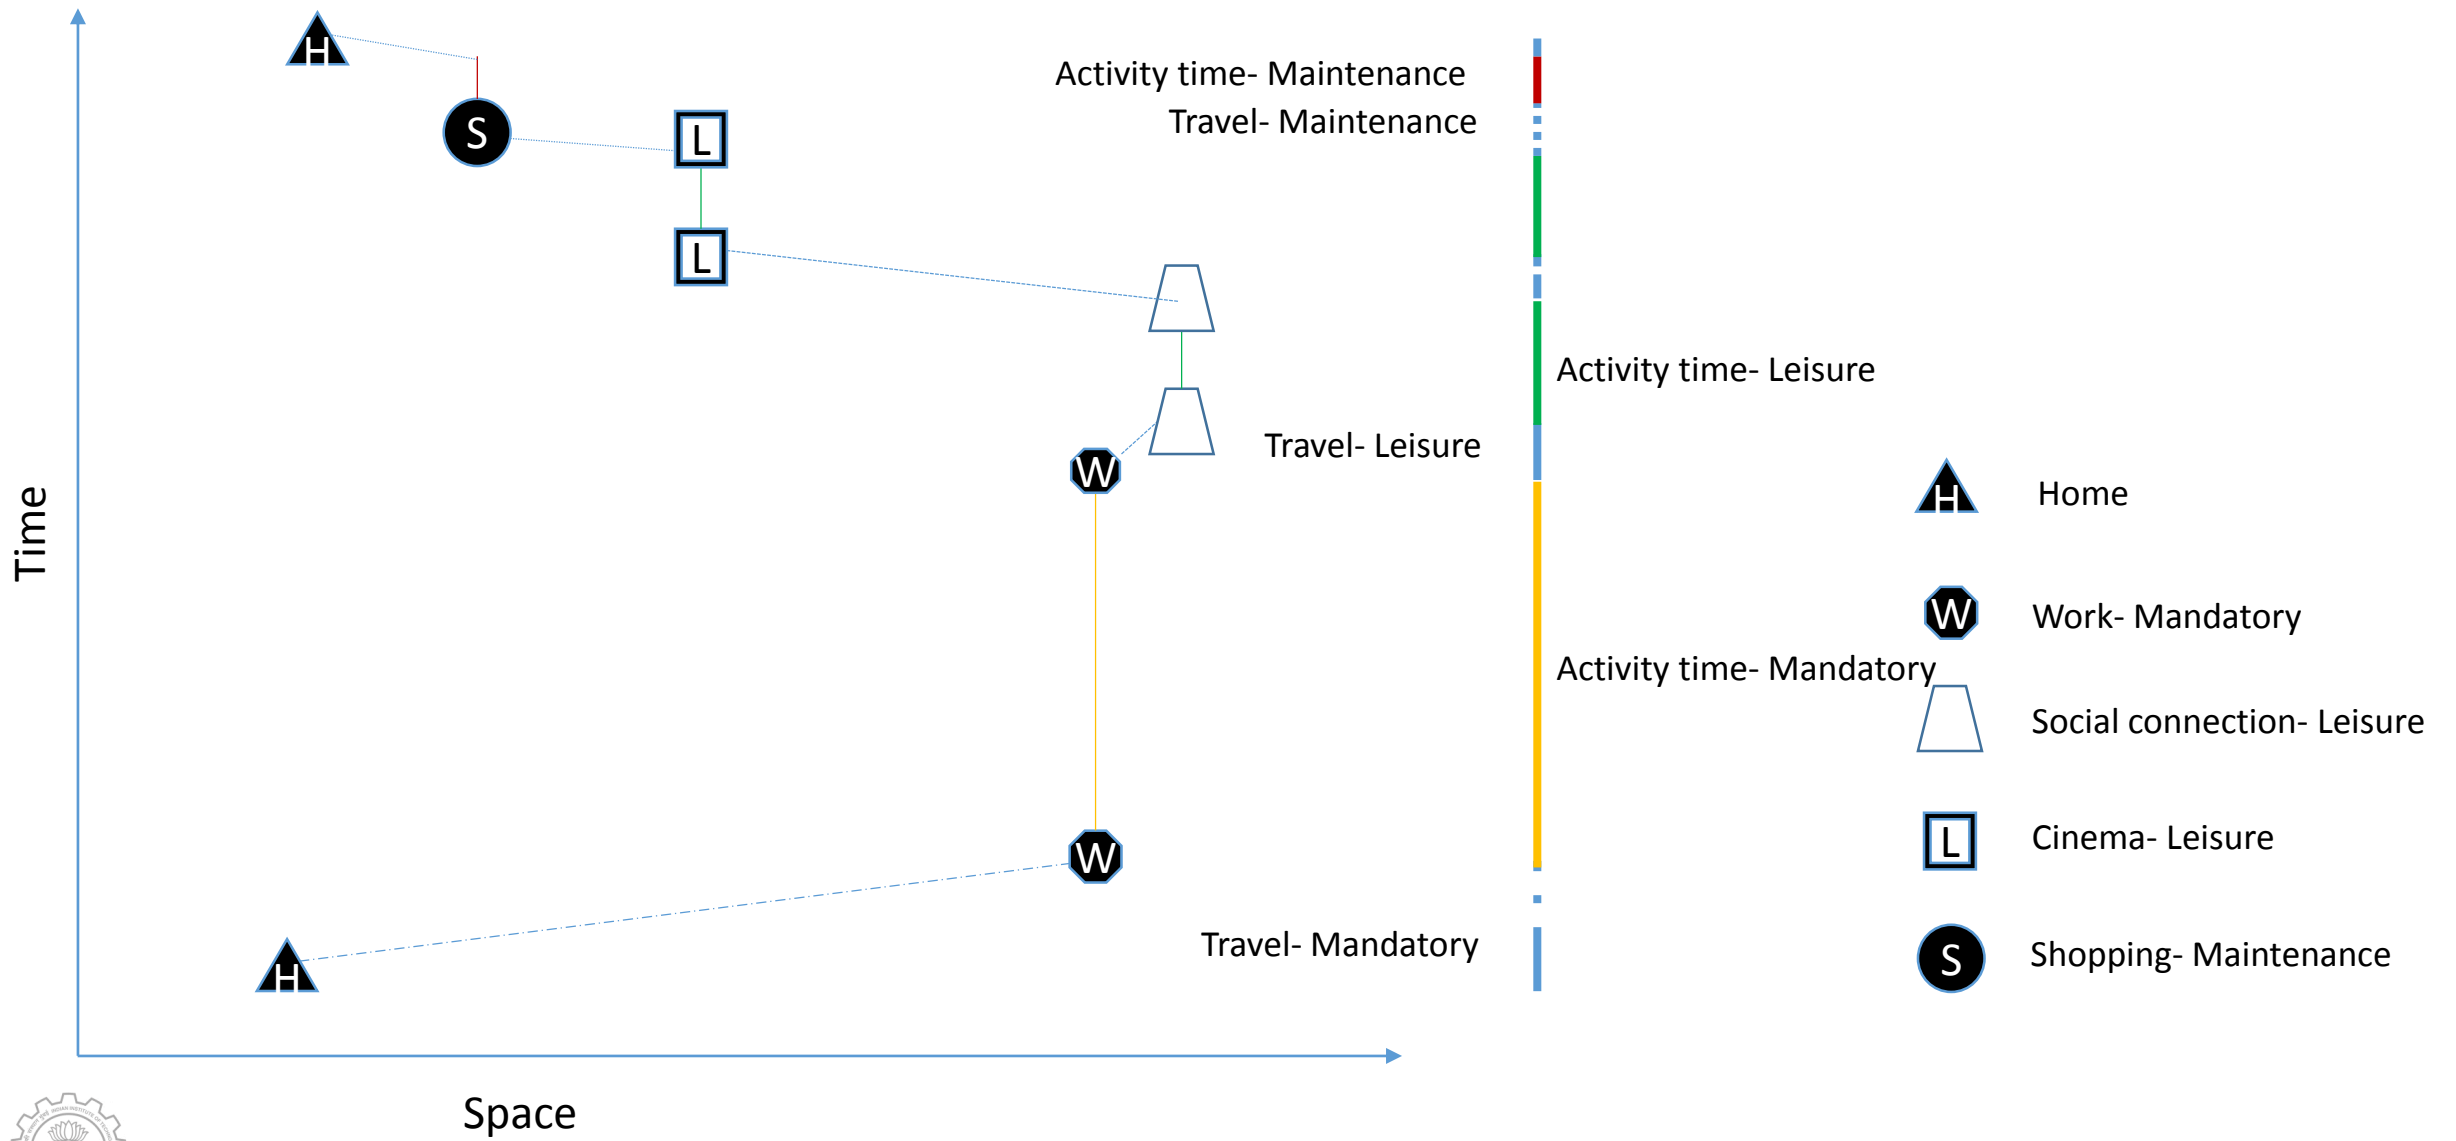 H
Activity time- Maintenance
S
L
Travel- Maintenance
L
Activity time- Leisure
Travel- Leisure
W
H Home
Time
W Work- Mandatory
Activity time- Mandatory
Social connection- Leisure
W
L Cinema- Leisure
H
Travel- Mandatory
S Shopping- Maintenance
Space